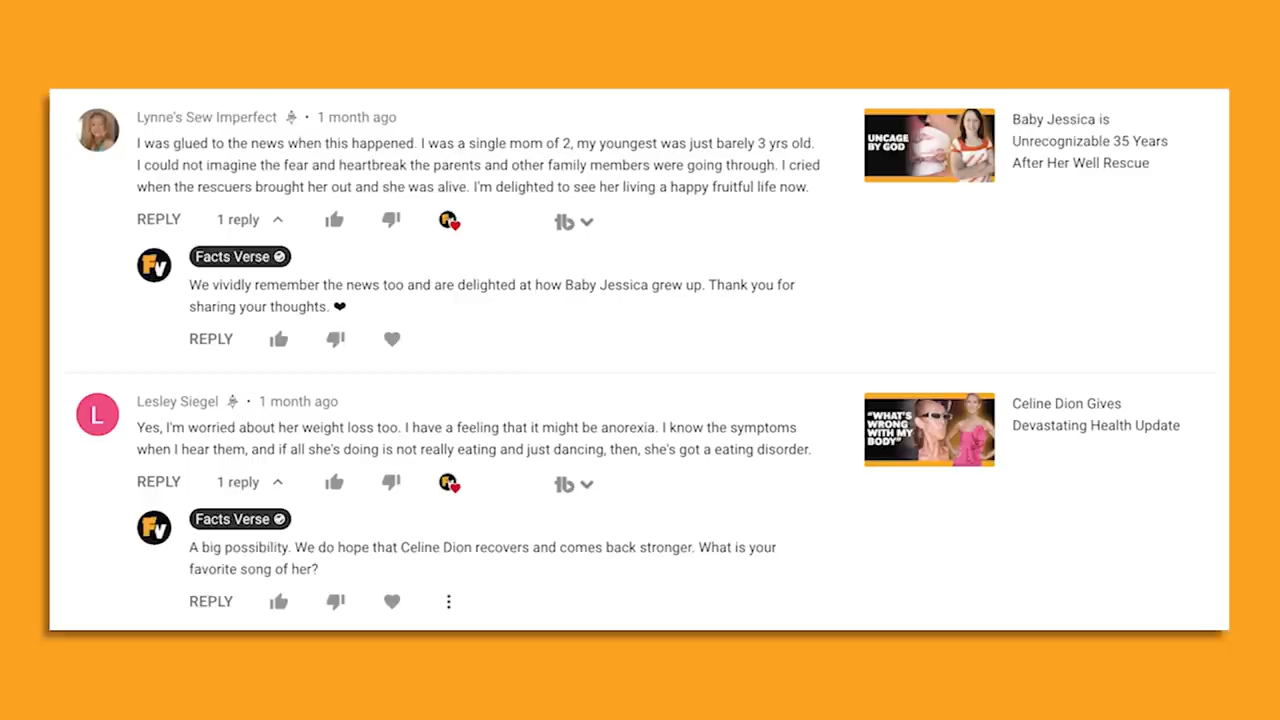 Lynne's Sew Imperfect · 1 month ago
I was glued to the news when this happened. I was a single mom of 2, my youngest was just barely 3 yrs old.
I could not imagine the fear and heartbreak the parents and other family members were going through. I cried
when the rescuers brought her out and she was alive. I'm delighted to see her living a happy fruitful life now.
REPLY 1 reply
tb
UNCAGE
BY GOD
Baby Jessica is
Unrecognizable 35 Years
After Her Well Rescue
FV
Facts Verse
We vividly remember the news too and are delighted at how Baby Jessica grew up. Thank you for
sharing your thoughts. ❤
REPLY
L
Lesley Siegel · 1 month ago
Yes, I'm worried about her weight loss too. I have a feeling that it might be anorexia. I know the symptoms
when I hear them, and if all she's doing is not really eating and just dancing, then, she's got a eating disorder.
REPLY 1 reply
tb
"WHAT'S
WRONG
WITH MY
BODY"
Celine Dion Gives
Devastating Health Update
FV
Facts Verse
A big possibility. We do hope that Celine Dion recovers and comes back stronger. What is your
favorite song of her?
REPLY